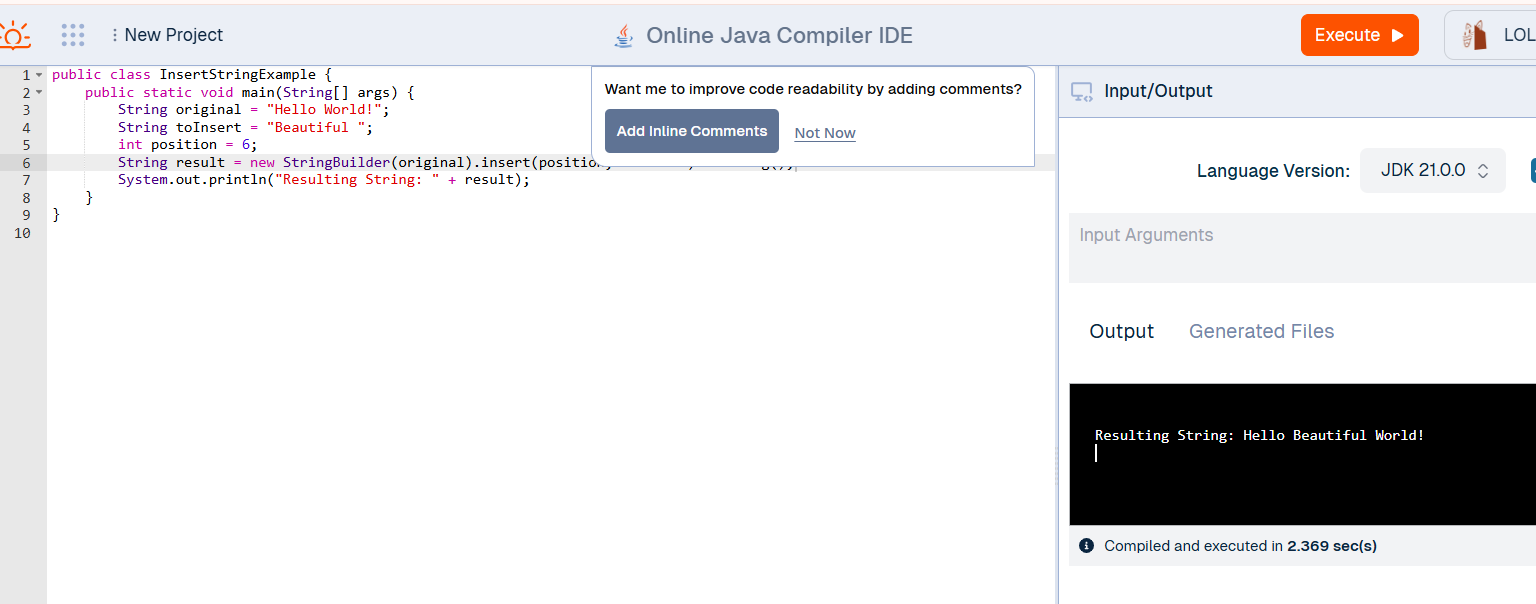 New Project
Online Java Compiler IDE
Execute
LOL
1 public class InsertStringExample {
2 public static void main(String[] args) {
3 String original = "Hello World!";
4 String toInsert = "Beautiful ";
5 int position = 6;
6 String result = new StringBuilder(original).insert(position,
7 System.out.println("Resulting String: " + result);
8 }
9 }
10
Want me to improve code readability by adding comments?
Add Inline Comments
Not Now
Input/Output
Language Version:
JDK 21.0.0
Input Arguments
Output
Generated Files
Resulting String: Hello Beautiful World!
Compiled and executed in 2.369 sec(s)